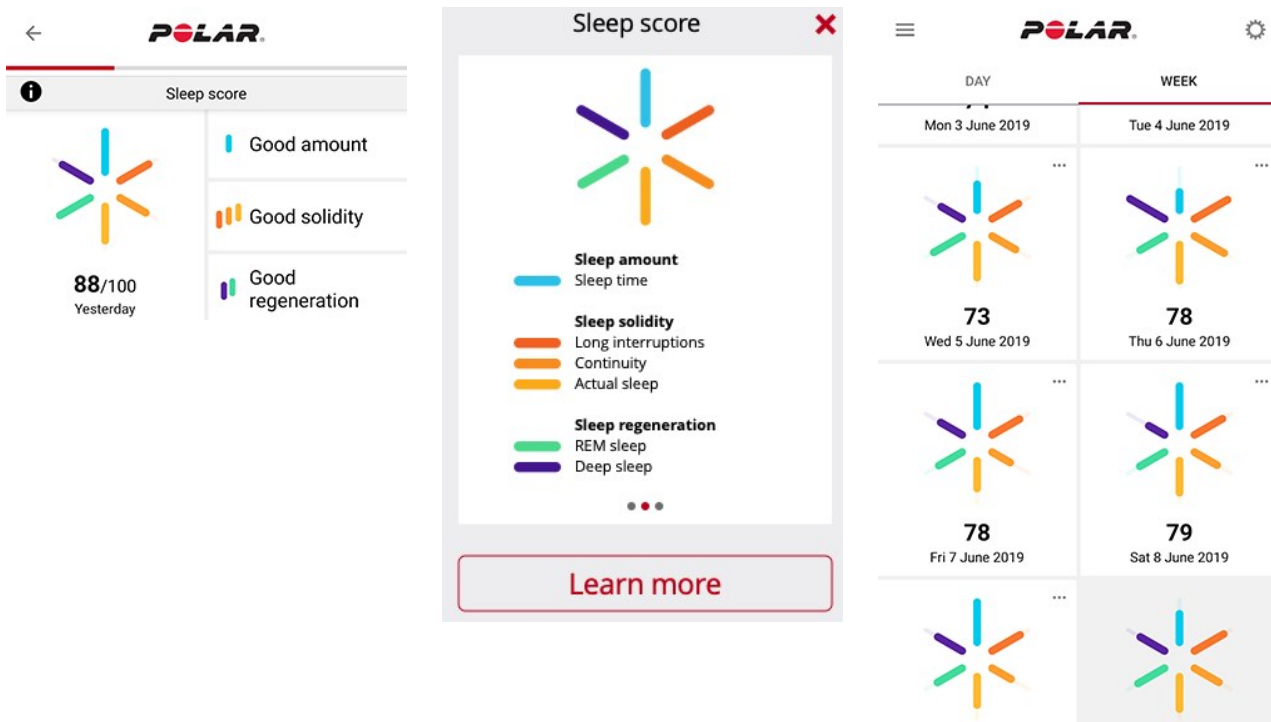 POLAR
Sleep score
Good amount
Good solidity
Good
regeneration
88/100
Yesterday
Sleep score
Sleep amount
Sleep time
Sleep solidity
Long interruptions
Continuity
Actual sleep
Sleep regeneration
REM sleep
Deep sleep
Learn more
POLAR
DAY
WEEK
Mon 3 June 2019
Tue 4 June 2019
73
Wed 5 June 2019
78
Thu 6 June 2019
78
Fri 7 June 2019
79
Sat 8 June 2019